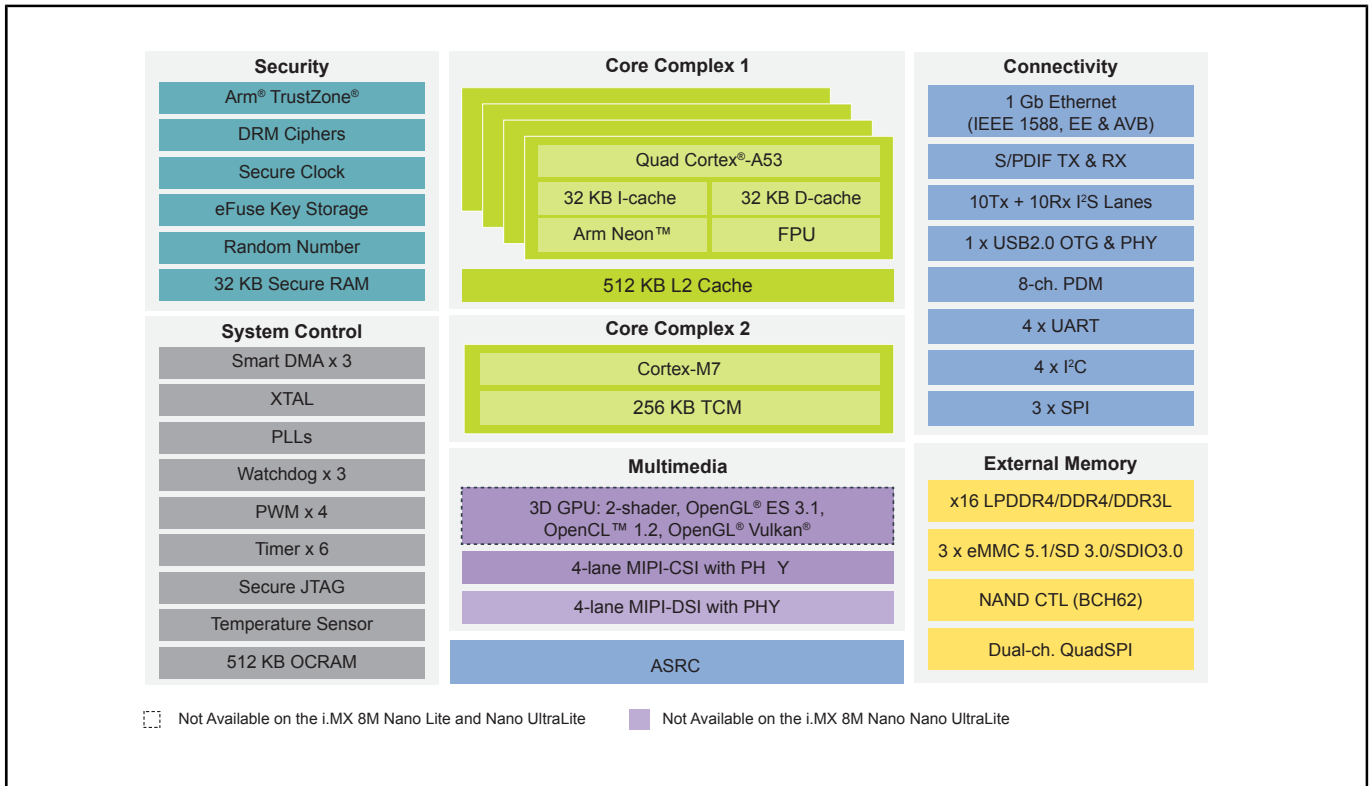 Security
Arm® TrustZone®
DRM Ciphers
Secure Clock
eFuse Key Storage
Random Number
32 KB Secure RAM
System Control
Smart DMA x 3
XTAL
PLLs
Watchdog x 3
PWM x 4
Timer x 6
Secure JTAG
Temperature Sensor
512 KB OCRAM
Core Complex 1
Quad Cortex®-A53
32 KB I-cache
32 KB D-cache
Arm Neon™
FPU
512 KB L2 Cache
Core Complex 2
Cortex-M7
256 KB TCM
Multimedia
3D GPU: 2-shader, OpenGL® ES 3.1,
OpenCL™ 1.2, OpenGL® Vulkan®
4-lane MIPI-CSI with PH Y
4-lane MIPI-DSI with PHY
ASRC
Connectivity
1 Gb Ethernet
(IEEE 1588, EE & AVB)
S/PDIF TX & RX
10Tx + 10Rx I²S Lanes
1 x USB2.0 OTG & PHY
8-ch. PDM
4 x UART
4 x I²C
3 x SPI
External Memory
x16 LPDDR4/DDR4/DDR3L
3 x eMMC 5.1/SD 3.0/SDIO3.0
NAND CTL (BCH62)
Dual-ch. QuadSPI
Not Available on the i.MX 8M Nano Lite and Nano UltraLite
Not Available on the i.MX 8M Nano Nano UltraLite